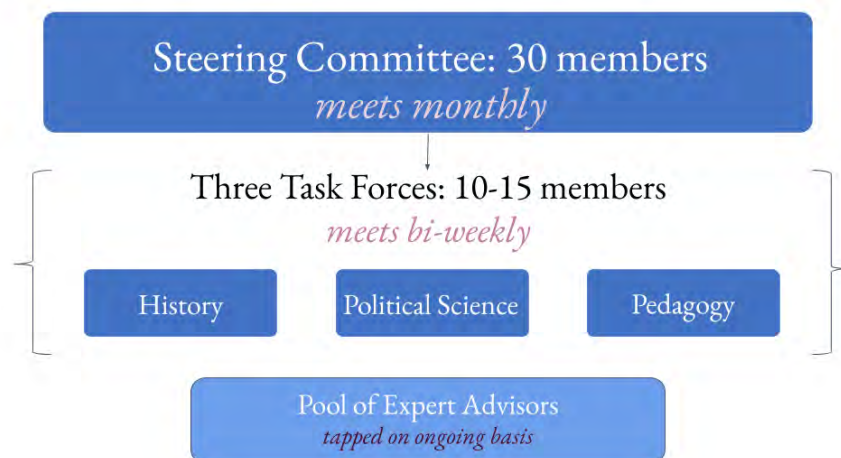 Steering Committee: 30 members
meets monthly
Three Task Forces: 10-15 members
meets bi-weekly
History
Political Science
Pedagogy
Pool of Expert Advisors
tapped on ongoing basis